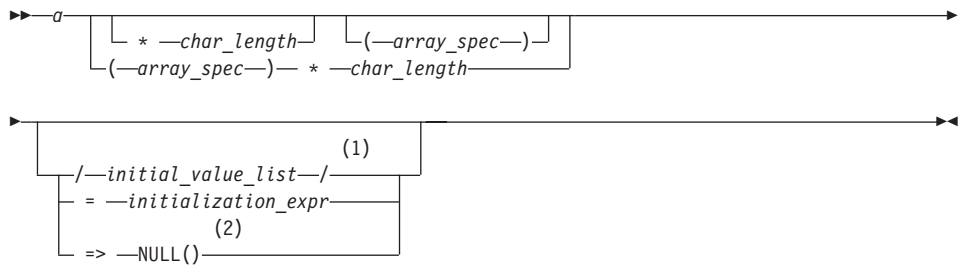 a
* char_length (array_spec)
(array_spec) * char_length
(1)
/initial_value_list/
= initialization_expr
(2)
=> NULL()